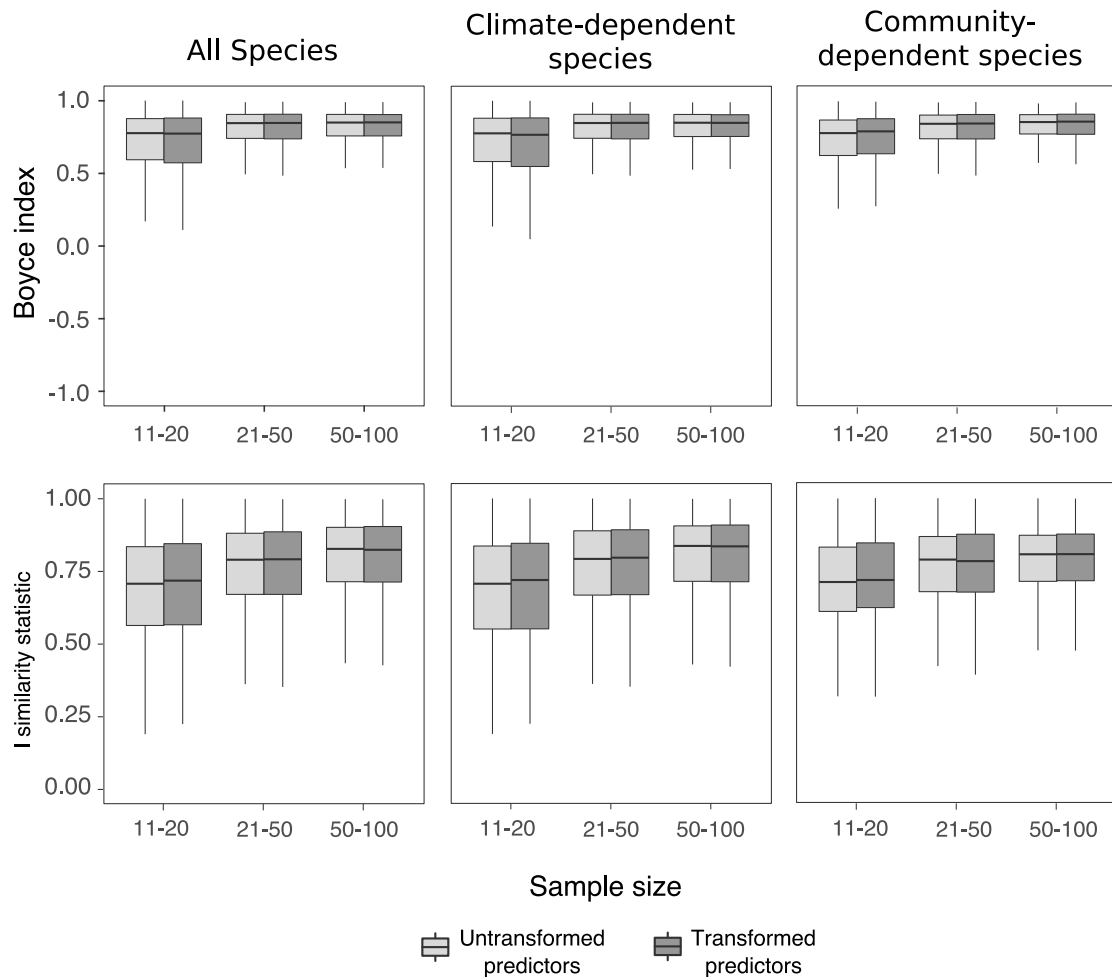 All Species
Climate-dependent
species
Community-
dependent species
Boyce index
1.0
0.5
0.0
-0.5
-1.0
11-20 21-50 50-100
11-20 21-50 50-100
11-20 21-50 50-100
I similarity statistic
1.00
0.75
0.50
0.25
0.00
11-20 21-50 50-100
11-20 21-50 50-100
11-20 21-50 50-100
Sample size
Untransformed
predictors
Transformed
predictors